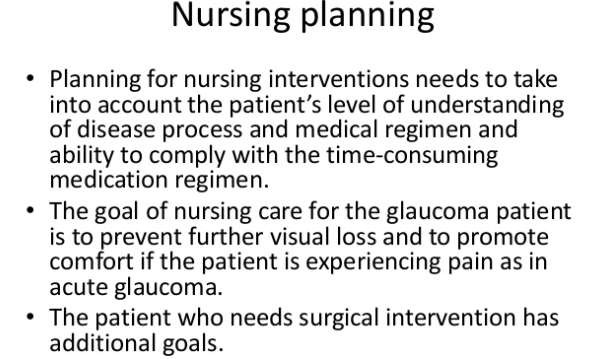 Nursing planning
• Planning for nursing interventions needs to take
into account the patient's level of understanding
of disease process and medical regimen and
ability to comply with the time-consuming
medication regimen.
• The goal of nursing care for the glaucoma patient
is to prevent further visual loss and to promote
comfort if the patient is experiencing pain as in
acute glaucoma.
• The patient who needs surgical intervention has
additional goals.